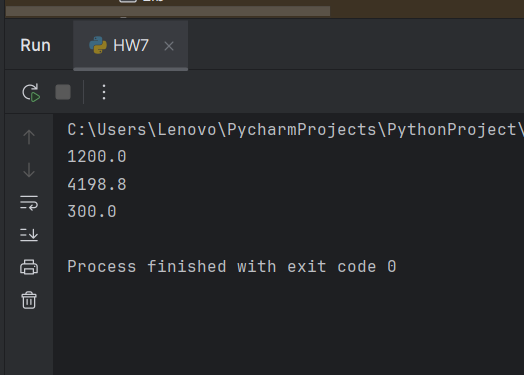 Run HW7
C:\Users\Lenovo\PycharmProjects\PythonProject\
1200.0
4198.8
300.0
Process finished with exit code 0